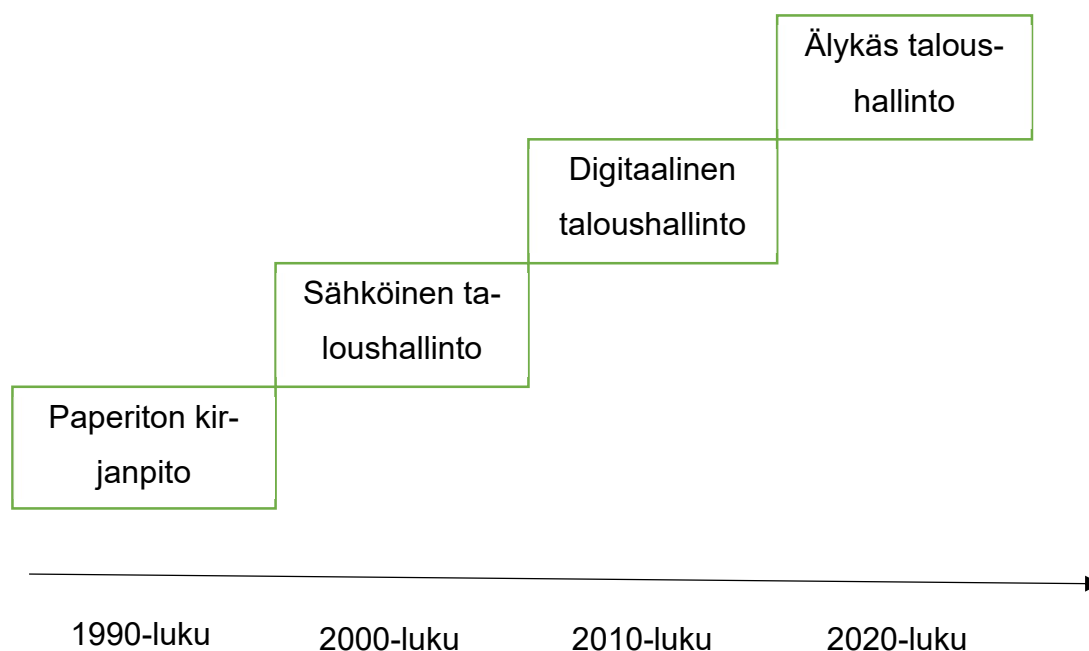 Älykäs talous-
hallinto
Digitaalinen
taloushallinto
Sähköinen ta-
loushallinto
Paperiton kir-
janpito
1990-luku
2000-luku
2010-luku
2020-luku